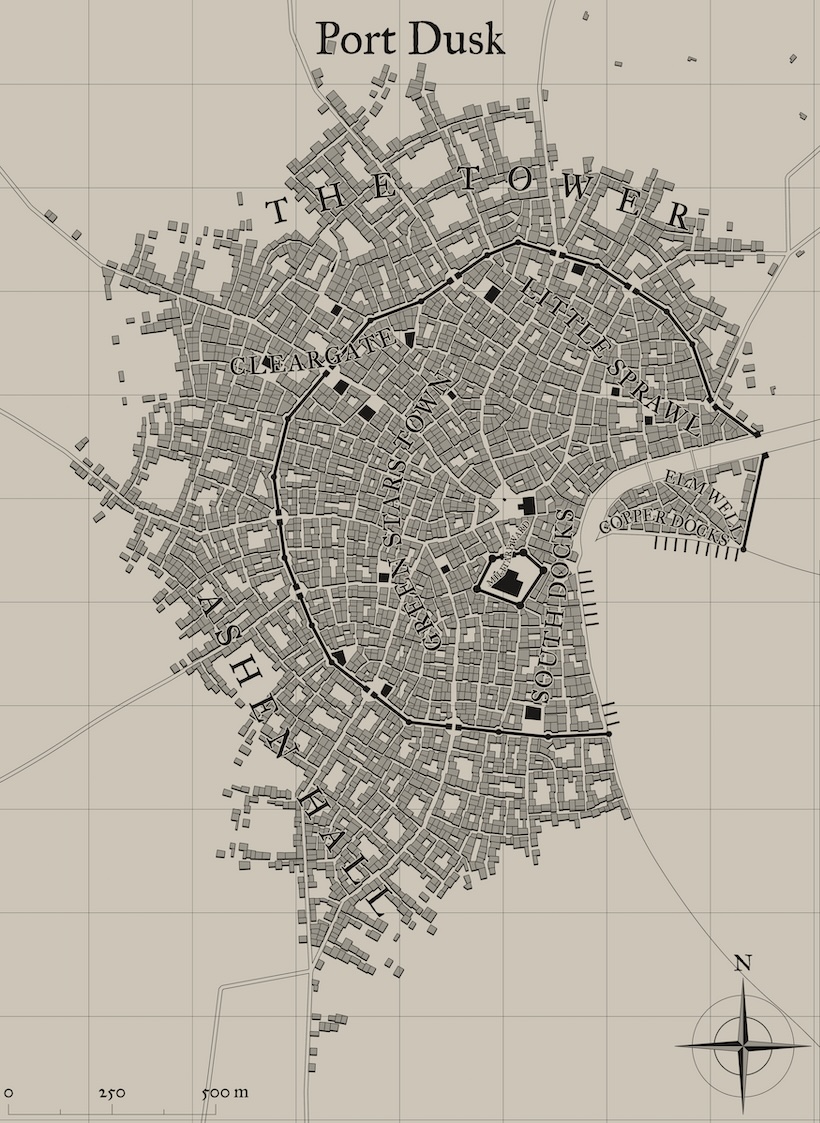 Port Dusk
THE TOWER
LITTLE SPRAWL
CLEARGATE
GREEN STARS TOWN
ELMWELL
COPPER DOCKS
SOUTH DOCKS
ASHEN HALL
N
0 250 500 m